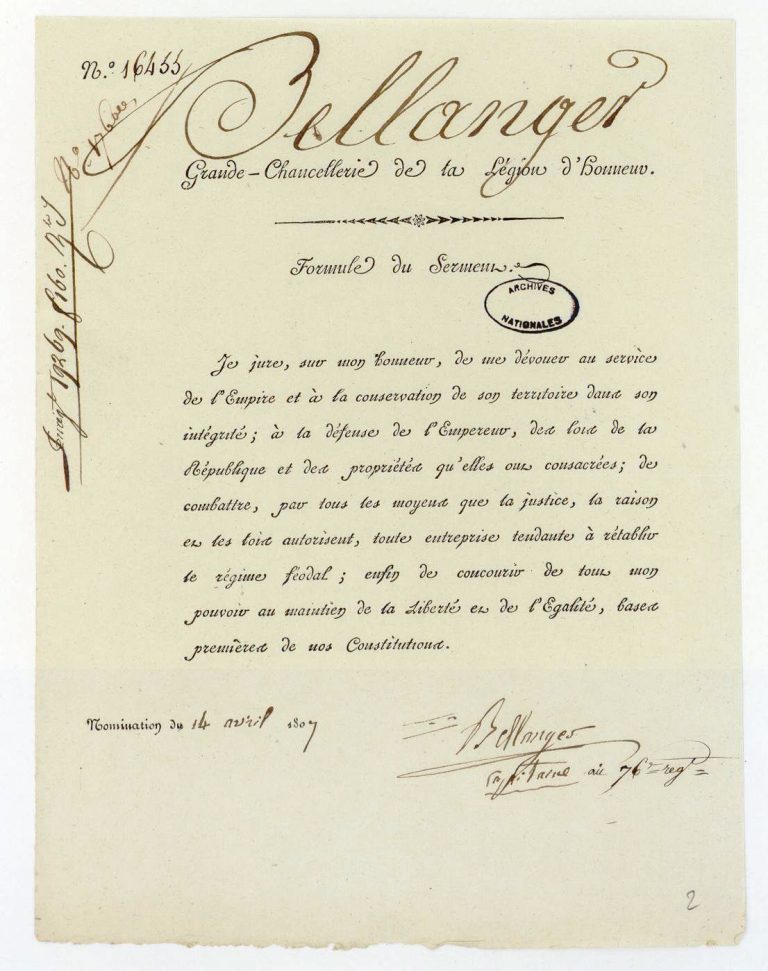 N.º 16455
Bellanger
Grande-Chancellerie de la Légion d'Honneur.
Formule du Serment.
ARCHIVES
NATIONALES
Je jure, sur mon honneur, de me dévouer au service
de l'Empire et à la conservation de son territoire dans son
intégrité; à la défense de l'Empereur, des lois de la
République et des propriétés qu'elles ont consacrées; de
combattre, par tous les moyens que la justice, la raison
et les lois autorisent, toute entreprise tendante à rétablir
le régime féodal; enfin de concourir de tout mon
pouvoir au maintien de la Liberté et de l'Egalité, bases
premières de nos Constitutions.
Nomination du 14 avril 1807
Bellanger
Capitaine au 76e regt
2
19269.